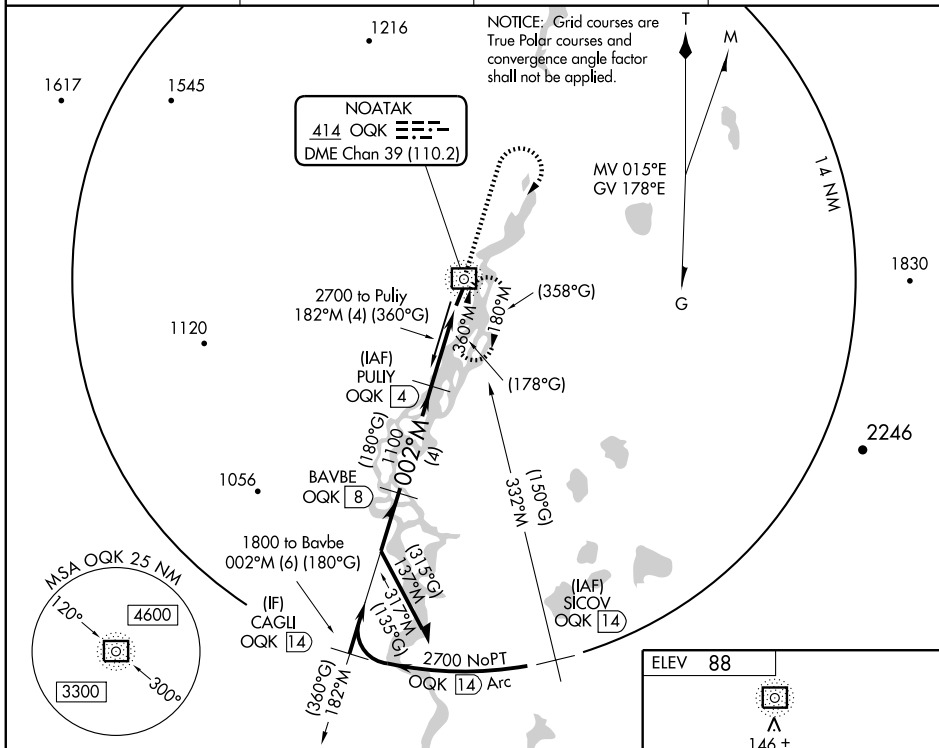 1216
NOTICE: Grid courses are
True Polar courses and
convergence angle factor
shall not be applied.
T
M
1617
1545
NOATAK
414 OQK
DME Chan 39 (110.2)
14 NM
MV 015°E
GV 178°E
G
1830
2700 to Puliy
182°M (4) (360°G)
360°M
180°M
(358°G)
(178°G)
1120
(IAF)
PULIY
OQK 4
(180°G)
1100
002°M
(4)
2246
1056
BAVBE
OQK 8
(150°G)
332°M
1800 to Bavbe
002°M (6) (180°G)
(315°G)
137°M
317°M
(135°G)
MSA OQK 25 NM
120°
4600
3300
300°
(IF)
CAGLI
OQK 14
(IAF)
SICOV
OQK 14
2700 NoPT
OQK 14 Arc
(360°G)
182°M
ELEV 88
146 ±